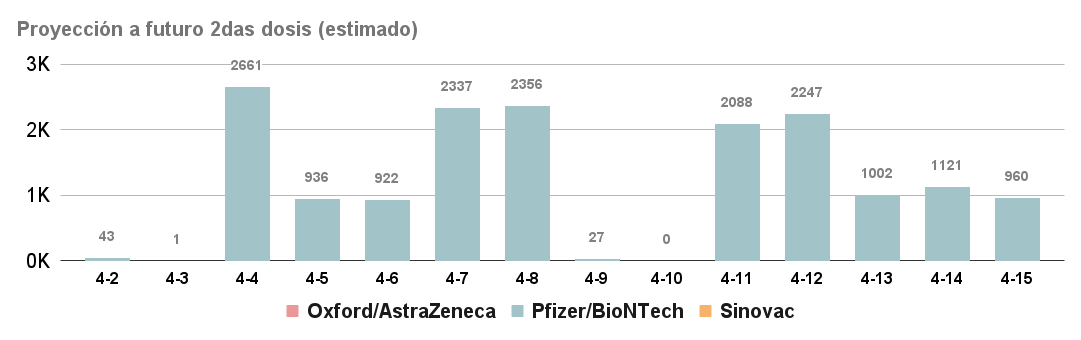 Proyección a futuro 2das dosis (estimado)
3K
2K
1K
0K
43
1
2661
936
922
2337
2356
27
0
2088
2247
1002
1121
960
4-2 4-3 4-4 4-5 4-6 4-7 4-8 4-9 4-10 4-11 4-12 4-13 4-14 4-15
Oxford/AstraZeneca Pfizer/BioNTech Sinovac